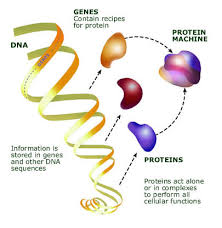 GENES
Contain recipes
for protein
DNA
PROTEIN
MACHINE
GENES
Information is
stored in genes
and other DNA
sequences
PROTEINS
Proteins act alone
or in complexes
to perform all
cellular functions